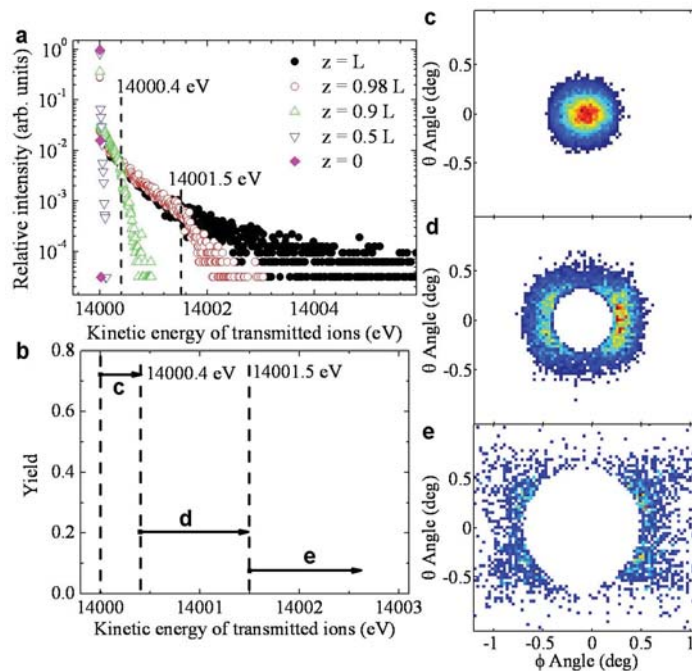 a
Relative intensity (arb. units)
10⁰
10⁻¹
10⁻²
10⁻³
10⁻⁴
14000.4 eV
14001.5 eV
z = L
z = 0.98 L
z = 0.9 L
z = 0.5 L
z = 0
14000 14002 14004
Kinetic energy of transmitted ions (eV)
b
Yield
0.8
0.6
0.4
0.2
0.0
c
14000.4 eV
14001.5 eV
d
e
14000 14001 14002 14003
Kinetic energy of transmitted ions (eV)
c
θ Angle (deg)
0.5
0
-0.5
d
θ Angle (deg)
0.5
0
-0.5
e
θ Angle (deg)
0.5
0
-0.5
-1 -0.5 0 0.5 1
ϕ Angle (deg)